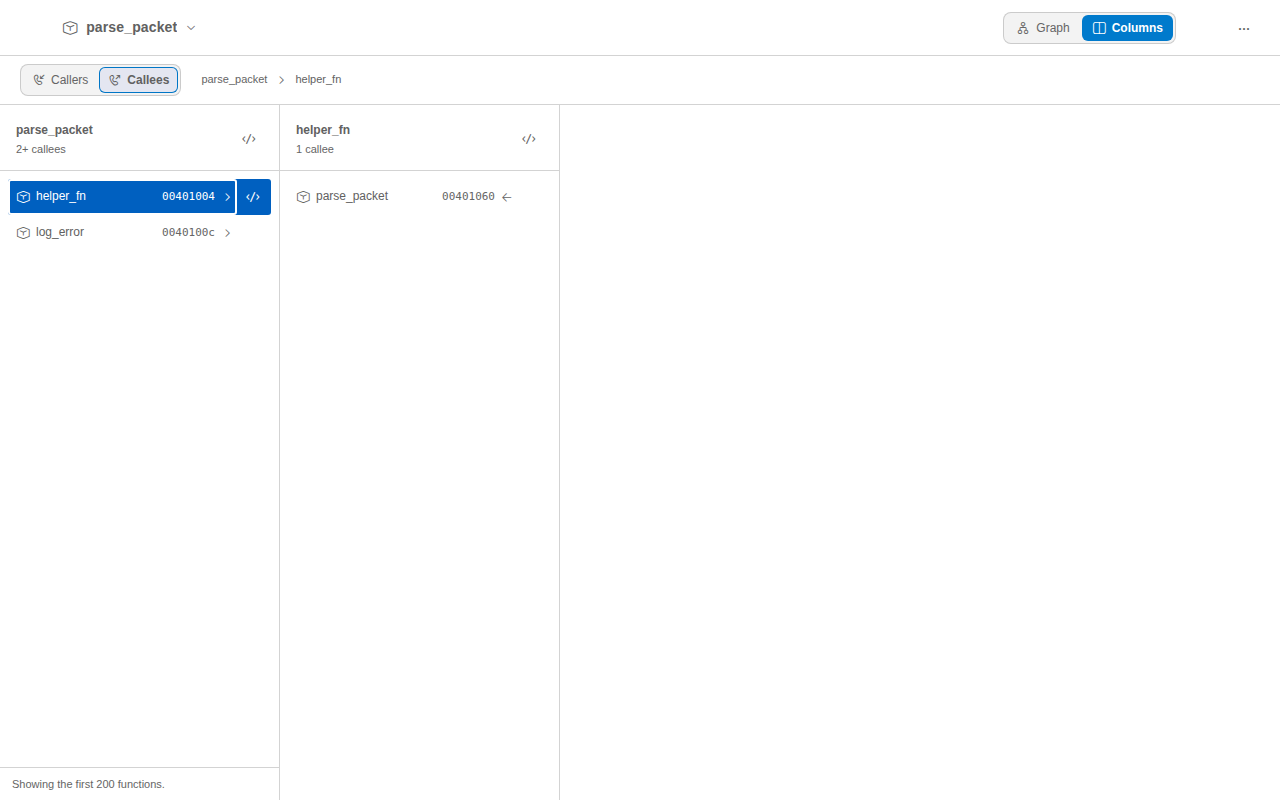 parse_packet
Graph
Columns
...
Callers
Callees
parse_packet
helper_fn
parse_packet
2+ callees
helper_fn
1 callee
helper_fn 00401004
log_error 0040100c
parse_packet 00401060
Showing the first 200 functions.